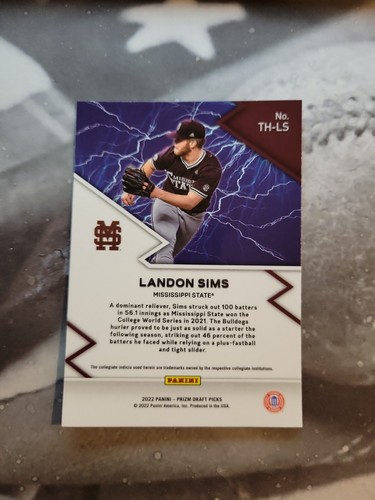 No.
TH-LS
STATE
LANDON SIMS
MISSISSIPPI STATE®
A dominant reliever, Sims struck out 100 batters
in 56.1 innings as Mississippi State won the
College World Series in 2021. The Bulldogs
hurler proved to be just as solid as a starter the
following season, striking out 46 percent of the
batters he faced while relying on a plus-fastball
and tight slider.
The collegiate indicia used herein are trademarks owned by the respective collegiate institutions.
PANINI
2022 PANINI – PRIZM DRAFT PICKS
© 2022 Panini America, Inc. Produced in the USA.